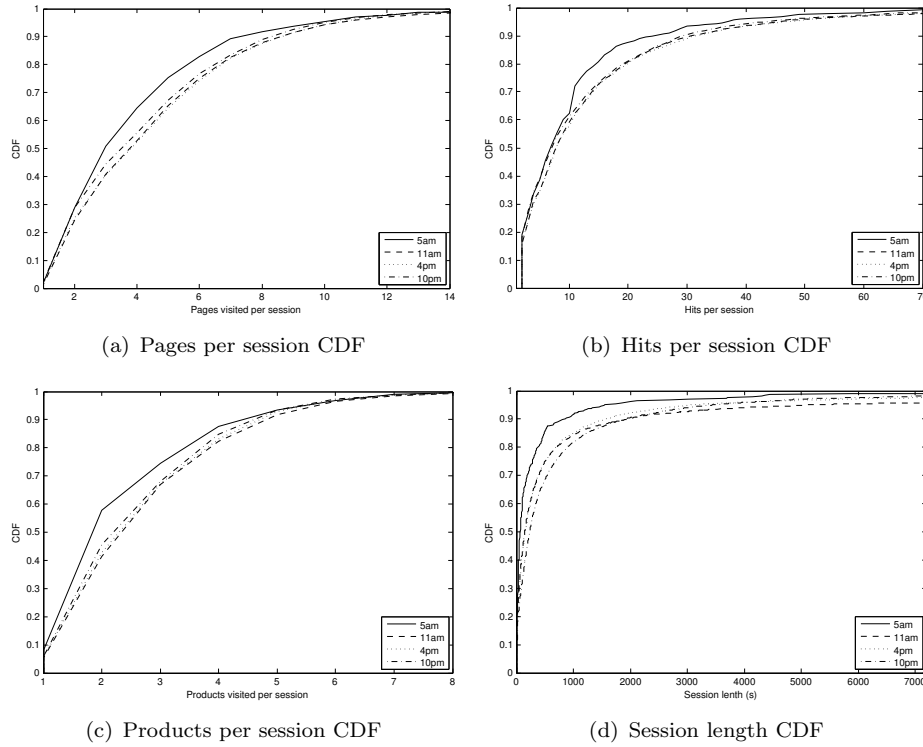 1
0.9
0.8
0.7
0.6
0.5
0.4
0.3
0.2
0.1
0
CDF
2 4 6 8 10 12 14
Pages visited per session
5am
11am
4pm
10pm
(a) Pages per session CDF
1
0.9
0.8
0.7
0.6
0.5
0.4
0.3
0.2
0.1
0
CDF
10 20 30 40 50 60 70
Hits per session
5am
11am
4pm
10pm
(b) Hits per session CDF
1
0.9
0.8
0.7
0.6
0.5
0.4
0.3
0.2
0.1
0
CDF
1 2 3 4 5 6 7 8
Products visited per session
5am
11am
4pm
10pm
(c) Products per session CDF
1
0.9
0.8
0.7
0.6
0.5
0.4
0.3
0.2
0.1
0
CDF
0 1000 2000 3000 4000 5000 6000 7000
Session lenth (s)
5am
11am
4pm
10pm
(d) Session length CDF